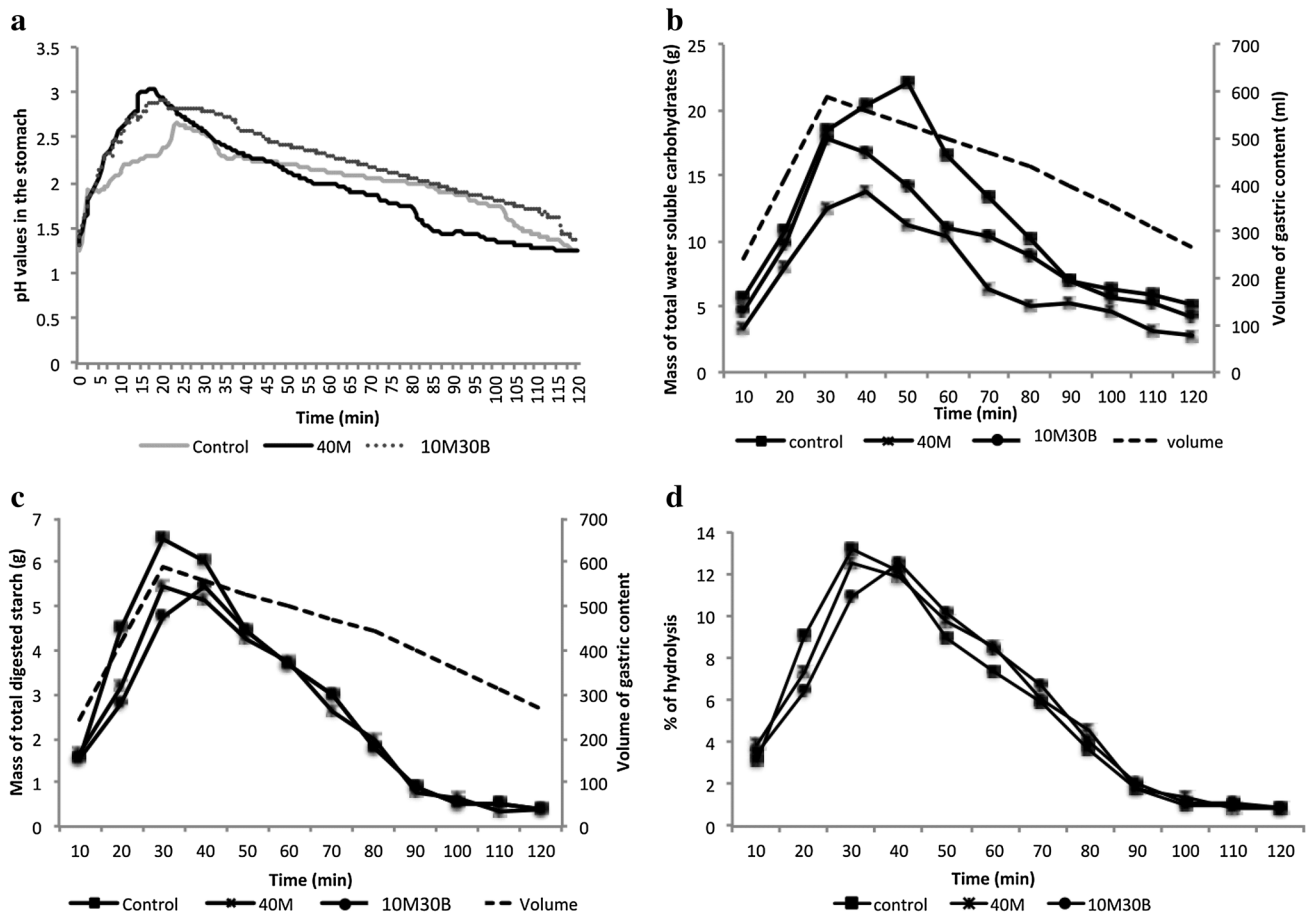 a
3.5
3
2.5
2
1.5
1
0.5
0
pH values in the stomach
0 5 10 15 20 25 30 35 40 45 50 55 60 65 70 75 80 85 90 95 100 105 110 115 120
Time (min)
Control 40M 10M30B
b
25
20
15
10
5
0
Mass of total water soluble carbohydrates (g)
700
600
500
400
300
200
100
0
Volume of gastric content (ml)
10 20 30 40 50 60 70 80 90 100 110 120
Time (min)
control 40M 10M30B volume
c
7
6
5
4
3
2
1
0
Mass of total digested starch (g)
700
600
500
400
300
200
100
0
Volume of gastric content
10 20 30 40 50 60 70 80 90 100 110 120
Time (min)
Control 40M 10M30B Volume
d
14
12
10
8
6
4
2
0
% of hydrolysis
10 20 30 40 50 60 70 80 90 100 110 120
Time (min)
control 40M 10M30B